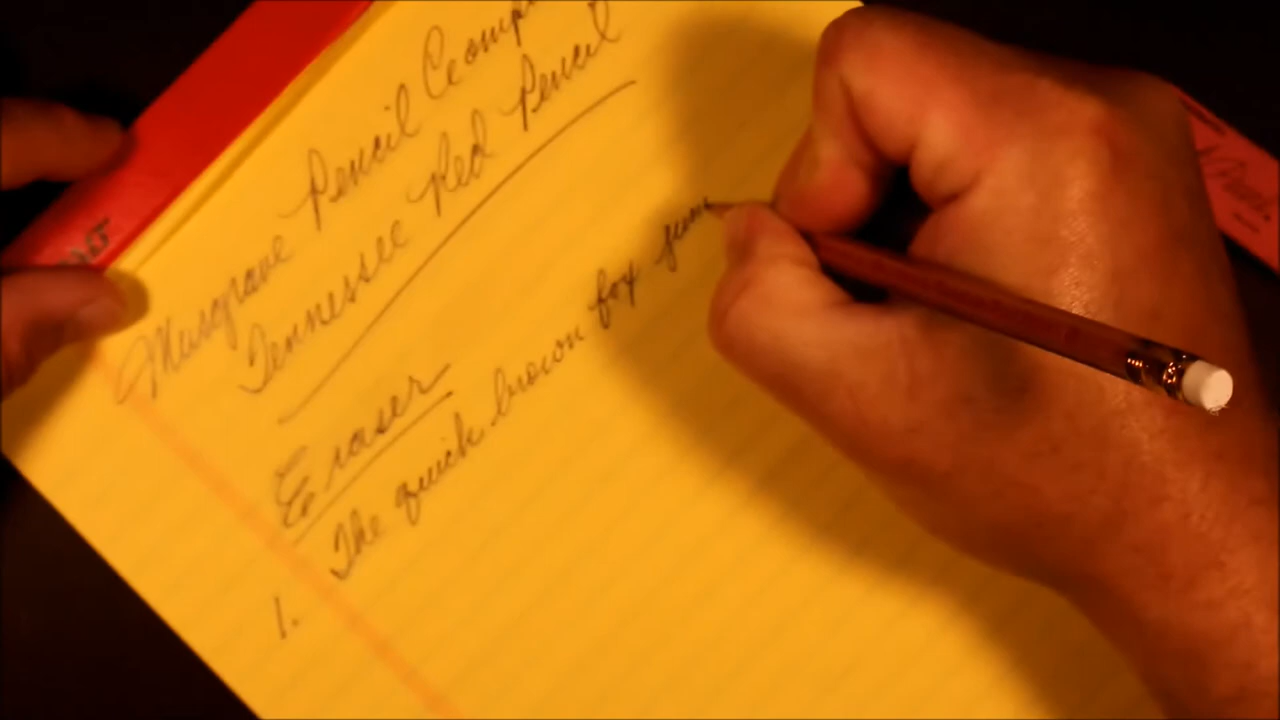 Musgrave Pencil Comp
Tennessee Red Pencil
Eraser
1. The quick brown fox jum